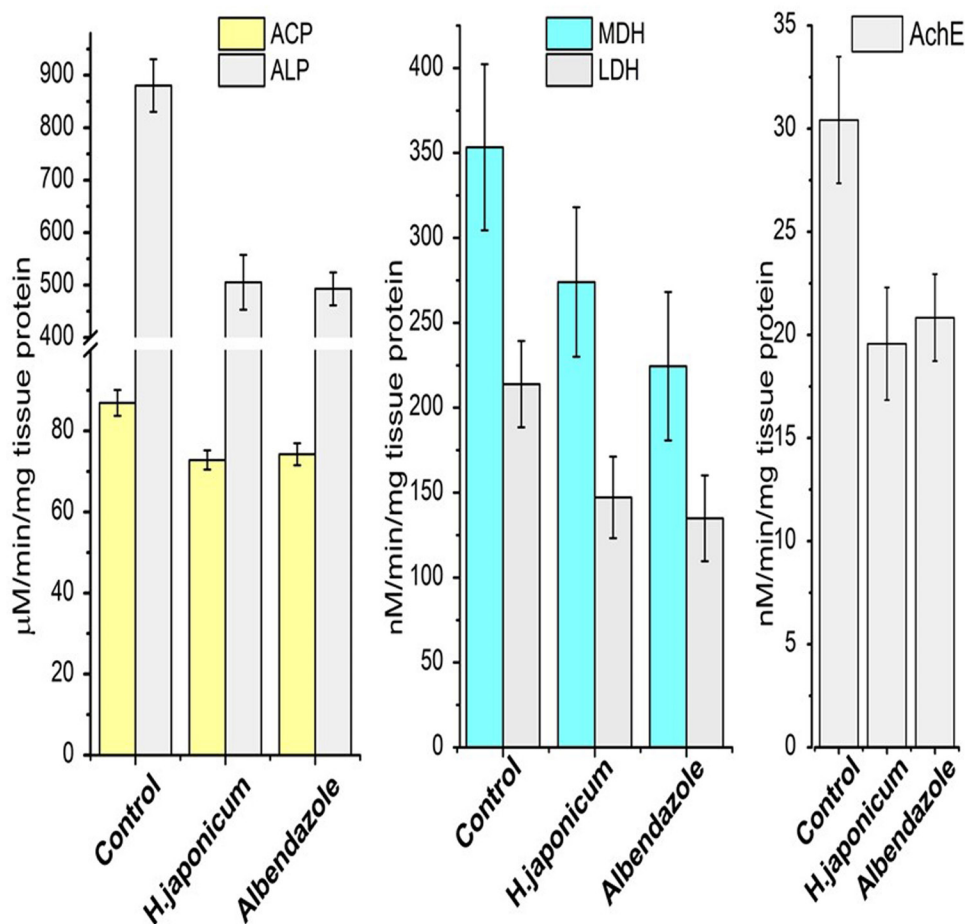 ACP
ALP
μM/min/mg tissue protein
900
800
700
600
500
400
80
60
40
20
0
Control
H.japonicum
Albendazole
MDH
LDH
nM/min/mg tissue protein
400
350
300
250
200
150
100
50
0
Control
H.japonicum
Albendazole
AchE
nM/min/mg tissue protein
35
30
25
20
15
10
5
0
Control
H.japonicum
Albendazole